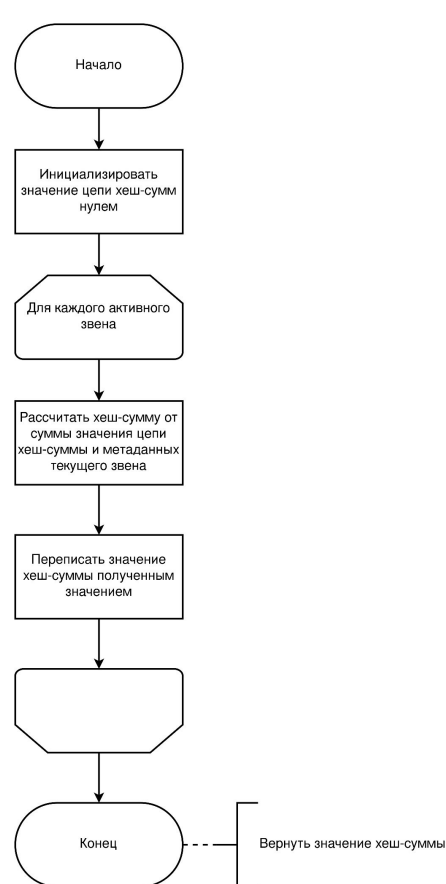 Начало
Инициализировать
значение цепи хеш-сумм
нулем
Для каждого активного
звена
Рассчитать хеш-сумму от
суммы значения цепи
хеш-суммы и метаданных
текущего звена
Переписать значение
хеш-суммы полученным
значением
Конец
Вернуть значение хеш-суммы